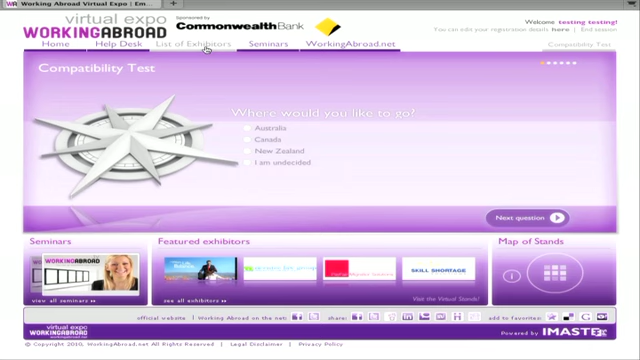 Working Abroad Virtual Expo | Em...
virtual expo
WORKINGABROAD
Sponsored by
CommonwealthBank
Welcome testing testing!
You can edit your registration details here | End session
Home
Help Desk
List of Exhibitors
Seminars
WorkingAbroad.net
Compatibility Test
Compatibility Test
Where would you like to go?
Australia
Canada
New Zealand
I am undecided
Next question
Seminars
WORKINGABROAD
view all seminars
Featured exhibitors
SKILL SHORTAGE
see all exhibitors
Visit the Virtual Stands!
Map of Stands
virtual expo
WORKINGABROAD
official website | Working Abroad on the net:
share:
add to favorites:
Powered by IMASTE
Copyright 2010, WorkingAbroad.net All Rights Reserved | Legal Disclaimer | Privacy Policy